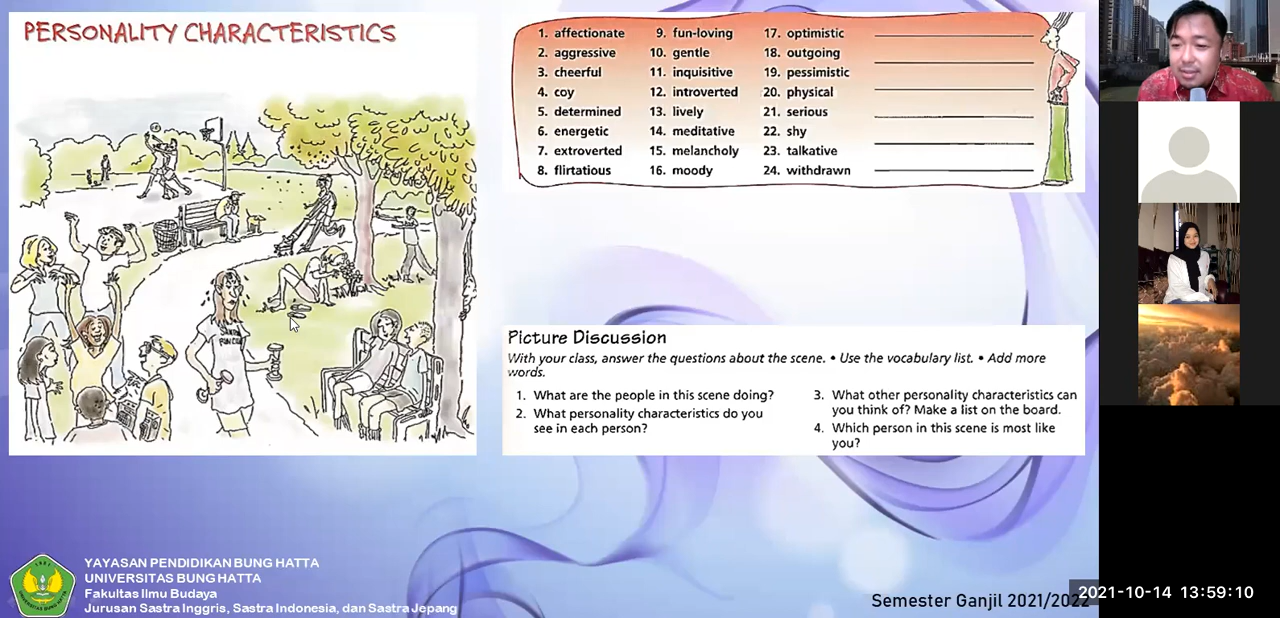 PERSONALITY CHARACTERISTICS
1. affectionate
2. aggressive
3. cheerful
4. coy
5. determined
6. energetic
7. extroverted
8. flirtatious
9. fun-loving
10. gentle
11. inquisitive
12. introverted
13. lively
14. meditative
15. melancholy
16. moody
17. optimistic
18. outgoing
19. pessimistic
20. physical
21. serious
22. shy
23. talkative
24. withdrawn
Picture Discussion
With your class, answer the questions about the scene. • Use the vocabulary list. • Add more
words.
1. What are the people in this scene doing?
2. What personality characteristics do you
see in each person?
3. What other personality characteristics can
you think of? Make a list on the board.
4. Which person in this scene is most like
you?
YAYASAN PENDIDIKAN BUNG HATTA
UNIVERSITAS BUNG HATTA
Fakultas Ilmu Budaya
Jurusan Sastra Inggris, Sastra Indonesia, dan Sastra Jepang
Semester Ganjil 2021/2022
2021-10-14 13:59:10